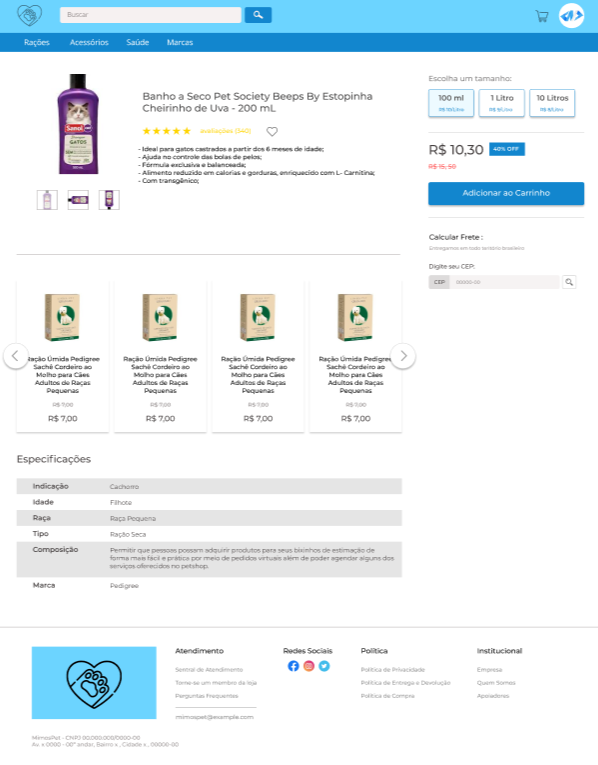 Buscar
Rações Acessórios Saúde Marcas
Banho a Seco Pet Society Beeps By Estopinha
Cheirinho de Uva - 200 mL
avaliações (340)
- Ideal para gatos castrados a partir dos 6 meses de idade;
- Ajuda no controle das bolas de pelos;
- Fórmula exclusiva e balanceada;
- Alimento reduzido em calorias e gorduras, enriquecido com L- Carnitina;
- Com transgênico;
Sanol
GATOS
Escolha um tamanho:
100 ml 1 Litro 10 Litros
R$ 10/Litro R$ 9/Litro R$ 8/Litro
R$ 10,30 40% OFF
R$ 15, 50
Adicionar ao Carrinho
Calcular Frete :
Entregamos em todo território brasileiro
Digite seu CEP:
CEP 00000-00
Ração Úmida Pedigree
Sachê Cordeiro ao
Molho para Cães
Adultos de Raças
Pequenas
R$ 7,00
R$ 7,00
Ração Úmida Pedigree
Sachê Cordeiro ao
Molho para Cães
Adultos de Raças
Pequenas
R$ 7,00
R$ 7,00
Ração Úmida Pedigree
Sachê Cordeiro ao
Molho para Cães
Adultos de Raças
Pequenas
R$ 7,00
R$ 7,00
Ração Úmida Pedigree
Sachê Cordeiro ao
Molho para Cães
Adultos de Raças
Pequenas
R$ 7,00
R$ 7,00
Especificações
Indicação Cachorro
Idade Filhote
Raça Raça Pequena
Tipo Ração Seca
Composição Permitir que pessoas possam adquirir produtos para seus bixinhos de estimação de
forma mais fácil e prática por meio de pedidos virtuais além de poder agendar alguns dos
serviços oferecidos no petshop.
Marca Pedigree
Atendimento
Sentral de Atendimento
Torne-se um membro da loja
Perguntas Frequentes
mimospet@example.com
Redes Sociais
Política
Política de Privacidade
Política de Entrega e Devolução
Política de Compra
Institucional
Empresa
Quem Somos
Apoiadores
MimosPet - CNPJ 00.000.000/0000-00
Av. x 0000 - 00° andar, Bairro x , Cidade x , 00000-00